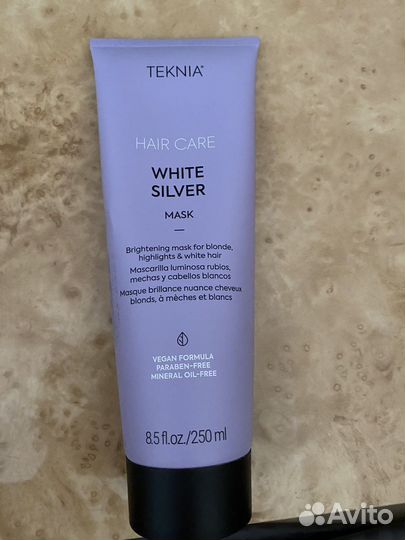 TEKNIA™
HAIR CARE
WHITE
SILVER
MASK
Brightening mask for blonde,
highlights & white hair
Mascarilla luminosa rubios,
mechas y cabellos blancos
Masque brillance nuance cheveux
blonds, à mèches et blancs
VEGAN FORMULA
PARABEN-FREE
MINERAL OIL-FREE
8.5 fl.oz./250 ml
Avito